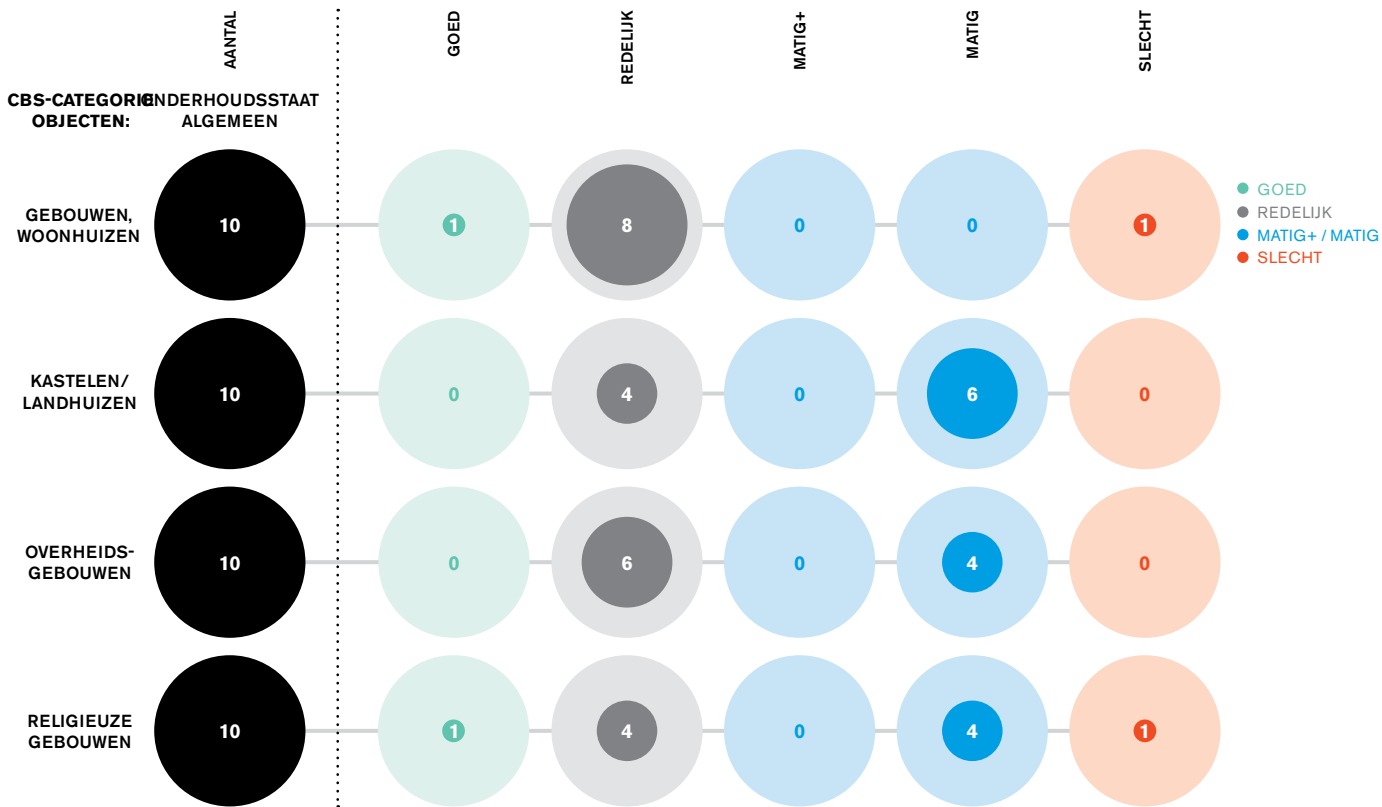 AANTAL
GOED
REDELIJK
MATIG+
MATIG
SLECHT
CBS-CATEGORIE
OBJECTEN:
ONDERHOUDSSTAAT
ALGEMEEN
GEBOUWEN,
WOONHUIZEN
10
1
8
0
0
1
KASTELEN/
LANDHUIZEN
10
0
4
0
6
0
OVERHEIDS-
GEBOUWEN
10
0
6
0
4
0
RELIGIEUZE
GEBOUWEN
10
1
4
0
4
1
GOED
REDELIJK
MATIG+ / MATIG
SLECHT